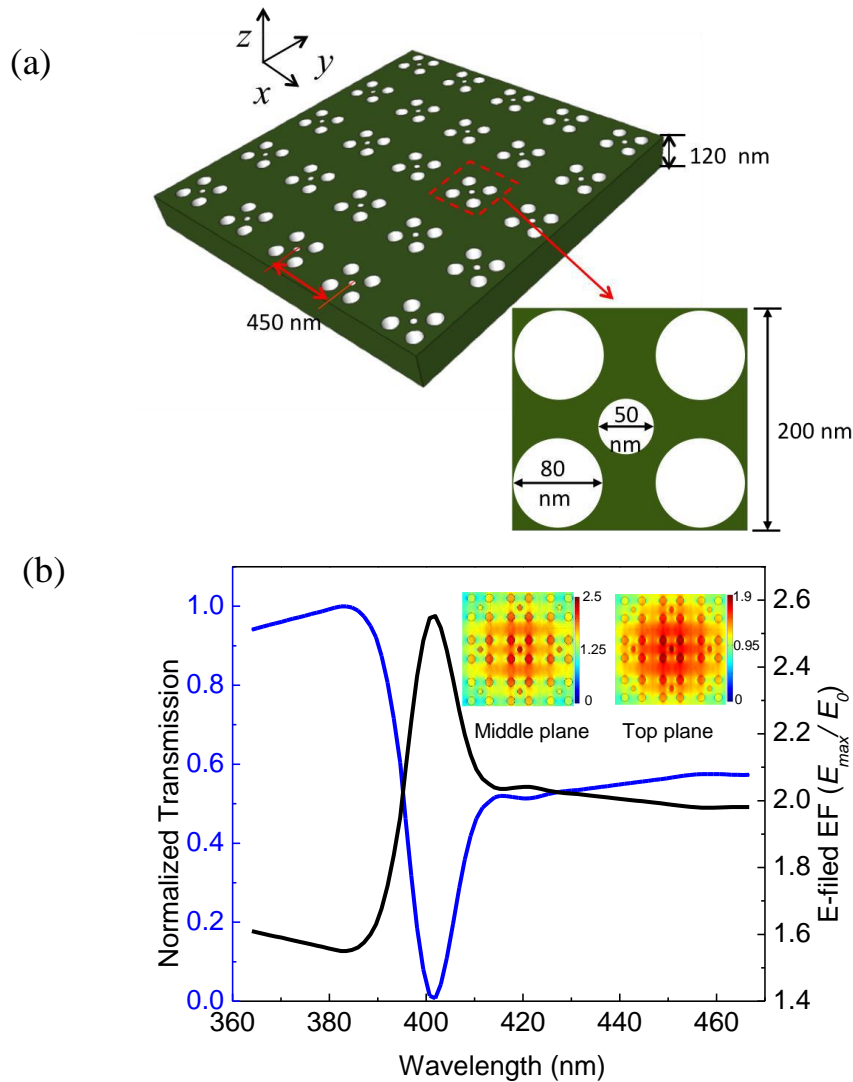 (a)
z
y
x
120 nm
450 nm
50
nm
80
nm
200 nm
(b)
Normalized Transmission
1.0
0.8
0.6
0.4
0.2
0.0
2.5
1.25
0
Middle plane
1.9
0.95
0
Top plane
2.6
2.4
2.2
2.0
1.8
1.6
1.4
E-filed EF (E_max/ E_0)
360
380
400
420
440
460
Wavelength (nm)